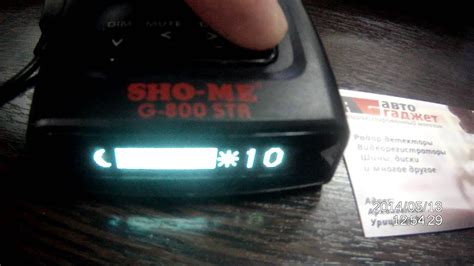 DIM MUTE
SHO-ME
G-800 STR
10
авто
гаджет
Радар-детекторы
Видеорегистраторы
Шины, диски
и многое другое
Адрес
2014/05/13
12:54:29